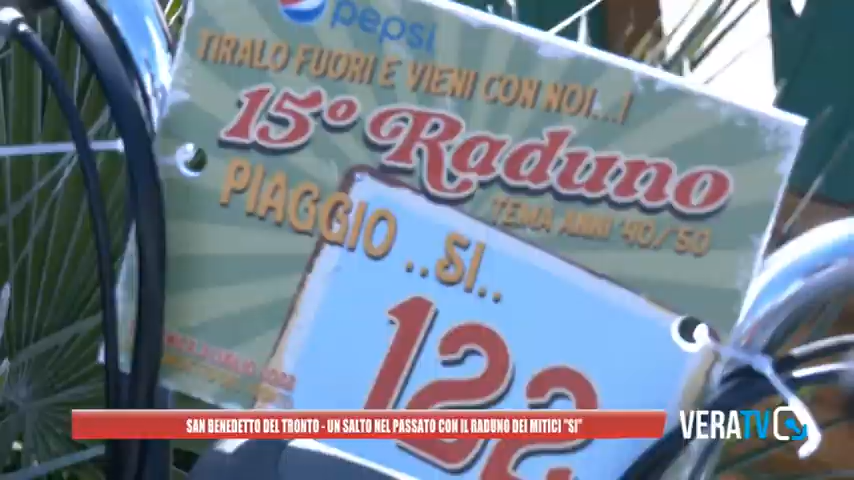 pepsi
TIRALO FUORI E VIENI CON NOI...!
15° Raduno
TEMA ANNI '40/'50
PIAGGIO ..SI..
122
SAN BENEDETTO DEL TRONTO - UN SALTO NEL PASSATO CON IL RADUNO DEI MITICI "SI"
VERATV
VERATV